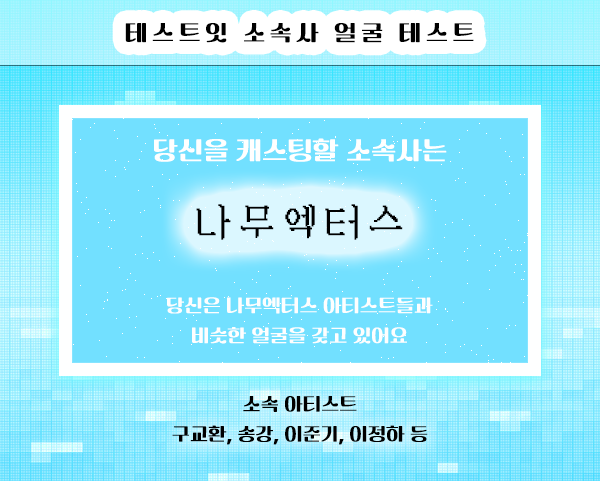 테스트잇 소속사 얼굴 테스트
당신을 캐스팅할 소속사는
나무엑터스
당신은 나무엑터스 아티스트들과
비슷한 얼굴을 갖고 있어요
소속 아티스트
구교환, 송강, 이준기, 이정하 등